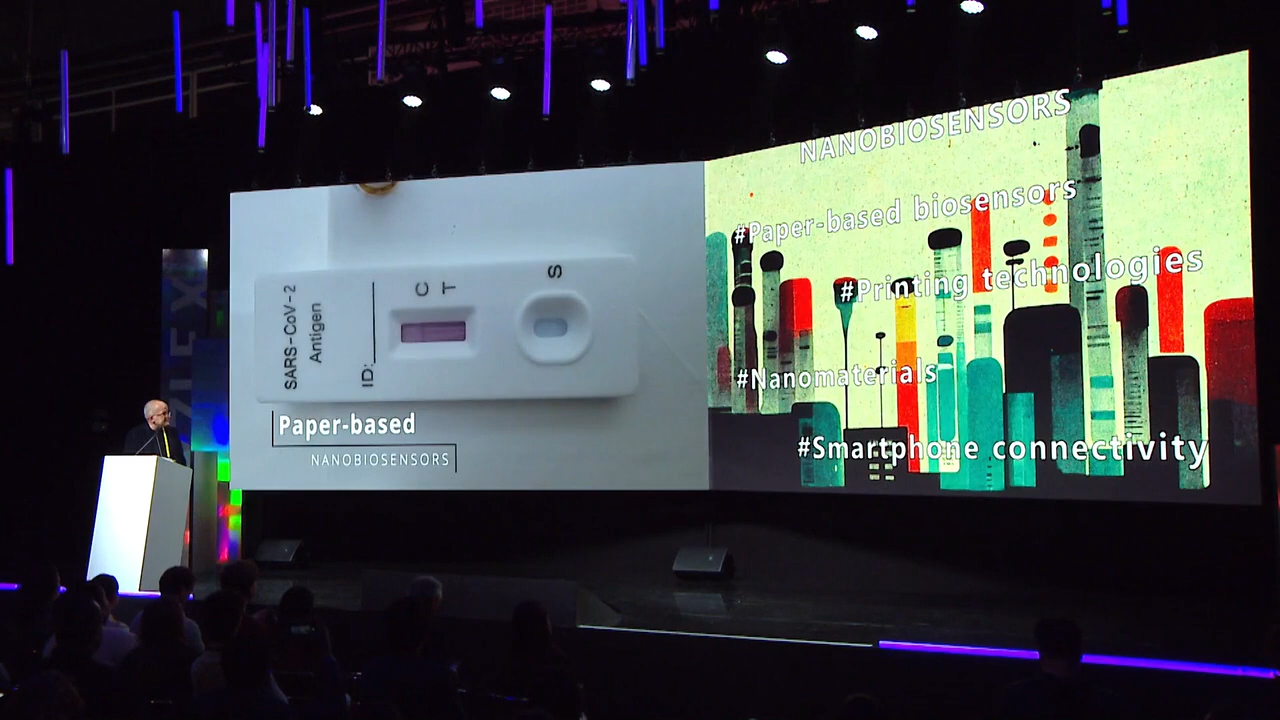 SARS-CoV-2
Antigen
ID:
C
T
S
Paper-based
NANOBIOSENSORS
NANOBIOSENSORS
#Paper-based biosensors
#Printing technologies
#Nanomaterials
#Smartphone connectivity